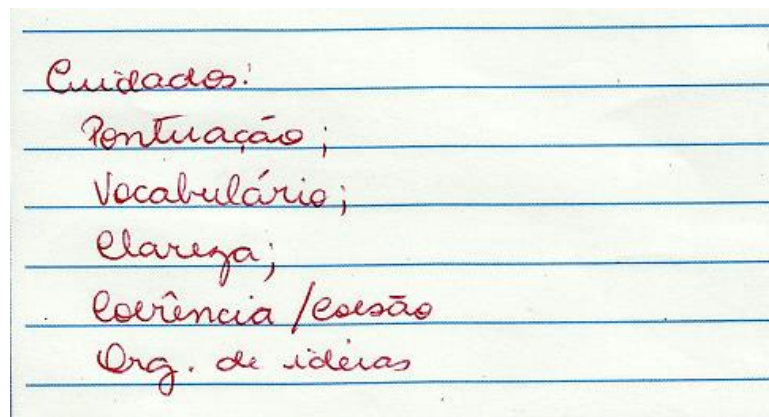 Cuidados:
Pontuação;
Vocabulário;
Clareza;
Coerência / Coesão
Org. de idéias